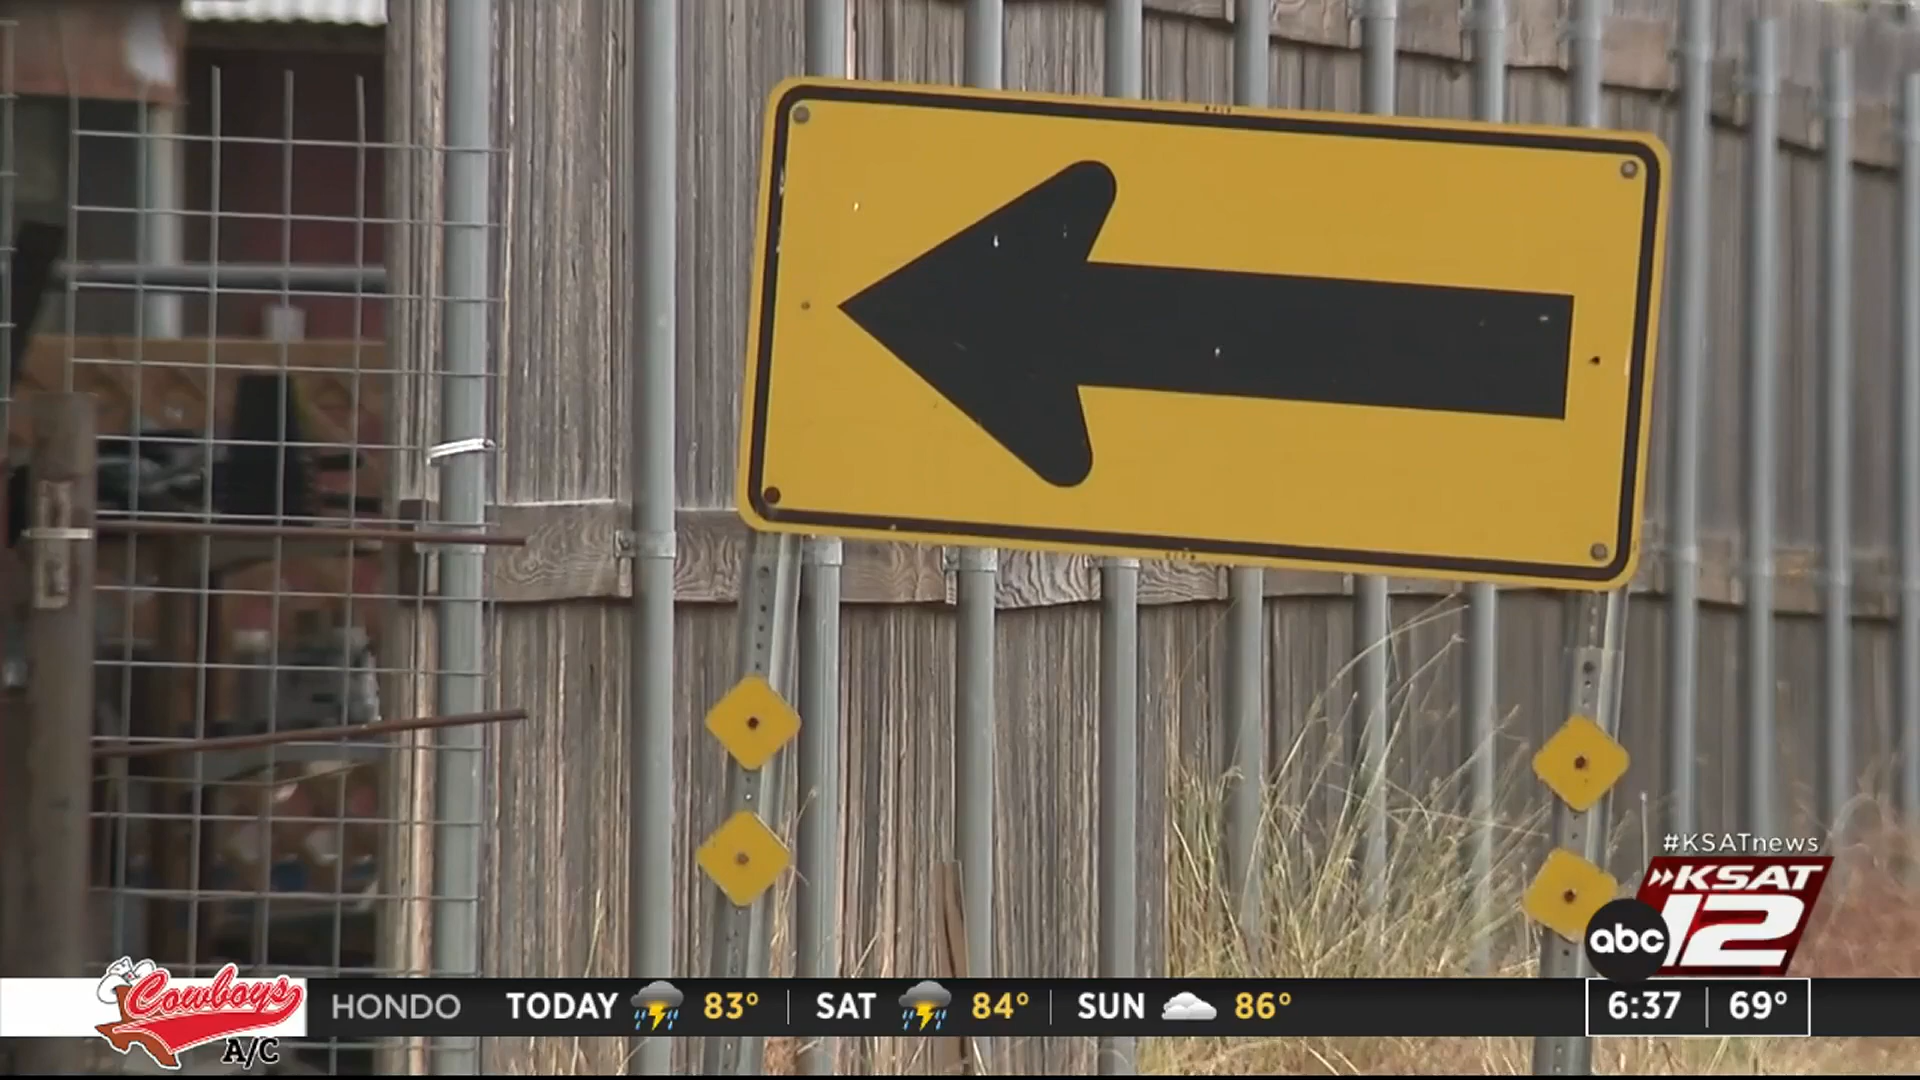 #KSATnews
KSAT
12
abc
Cowboys
A/C
HONDO TODAY 83° SAT 84° SUN 86°
6:37 69°